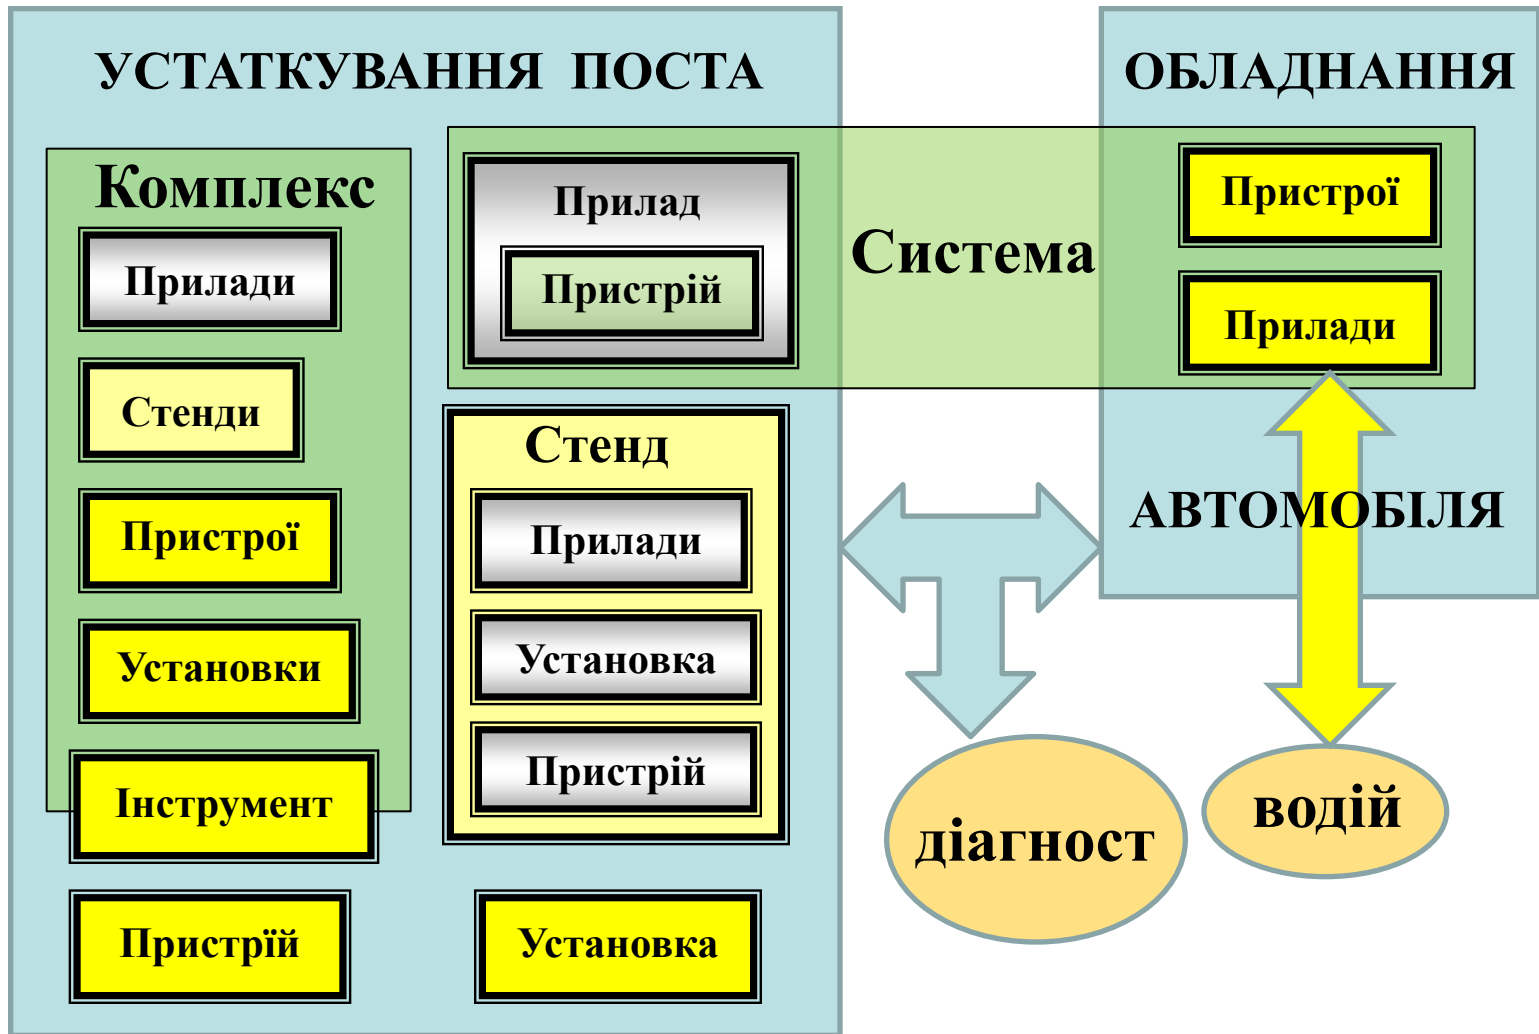 УСТАТКУВАННЯ ПОСТА
Комплекс
Прилади
Стенди
Пристрої
Установки
Інструмент
Пристрїй
Прилад
Пристрій
Система
Стенд
Прилади
Установка
Пристрій
Установка
ОБЛАДНАННЯ
Пристрої
Прилади
АВТОМОБІЛЯ
діагност
водій